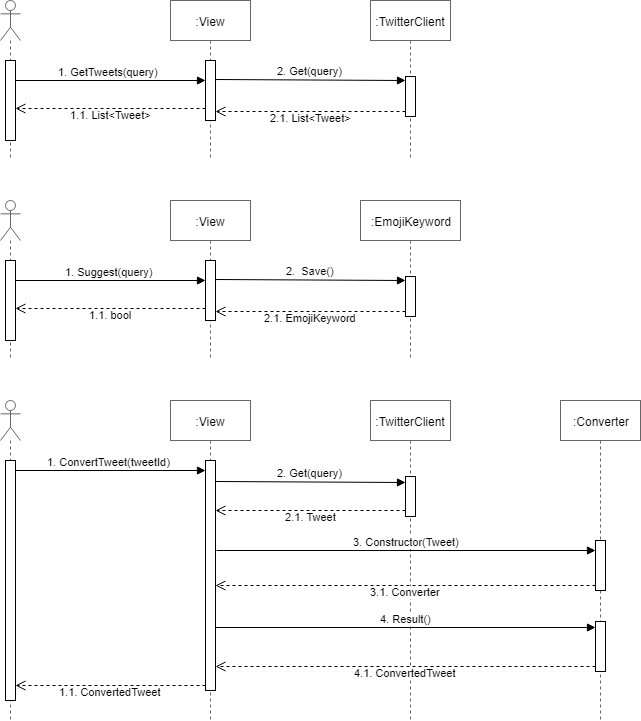 :View
:TwitterClient
1. GetTweets(query)
2. Get(query)
1.1. List<Tweet>
2.1. List<Tweet>
:View
:EmojiKeyword
1. Suggest(query)
2.  Save()
1.1. bool
2.1. EmojiKeyword
:View
:TwitterClient
:Converter
1. ConvertTweet(tweetId)
2. Get(query)
2.1. Tweet
3. Constructor(Tweet)
3.1. Converter
4. Result()
4.1. ConvertedTweet
1.1. ConvertedTweet